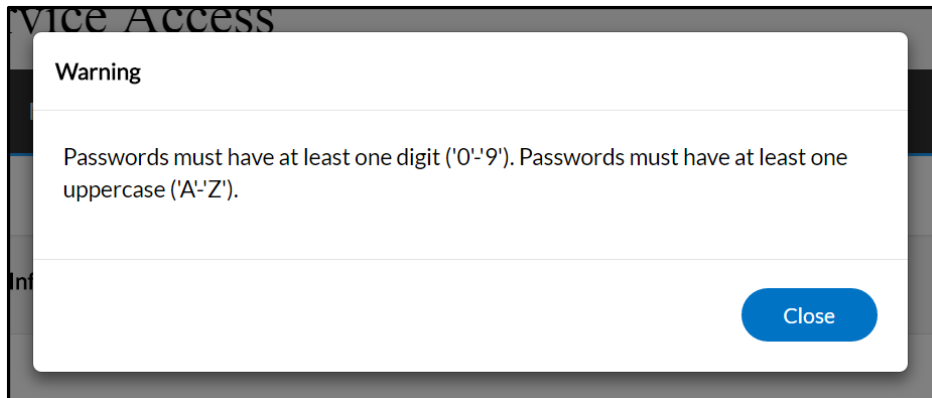 rvice Access
Warning
Passwords must have at least one digit ('0'-'9'). Passwords must have at least one
uppercase ('A'-'Z').
Inf
Close